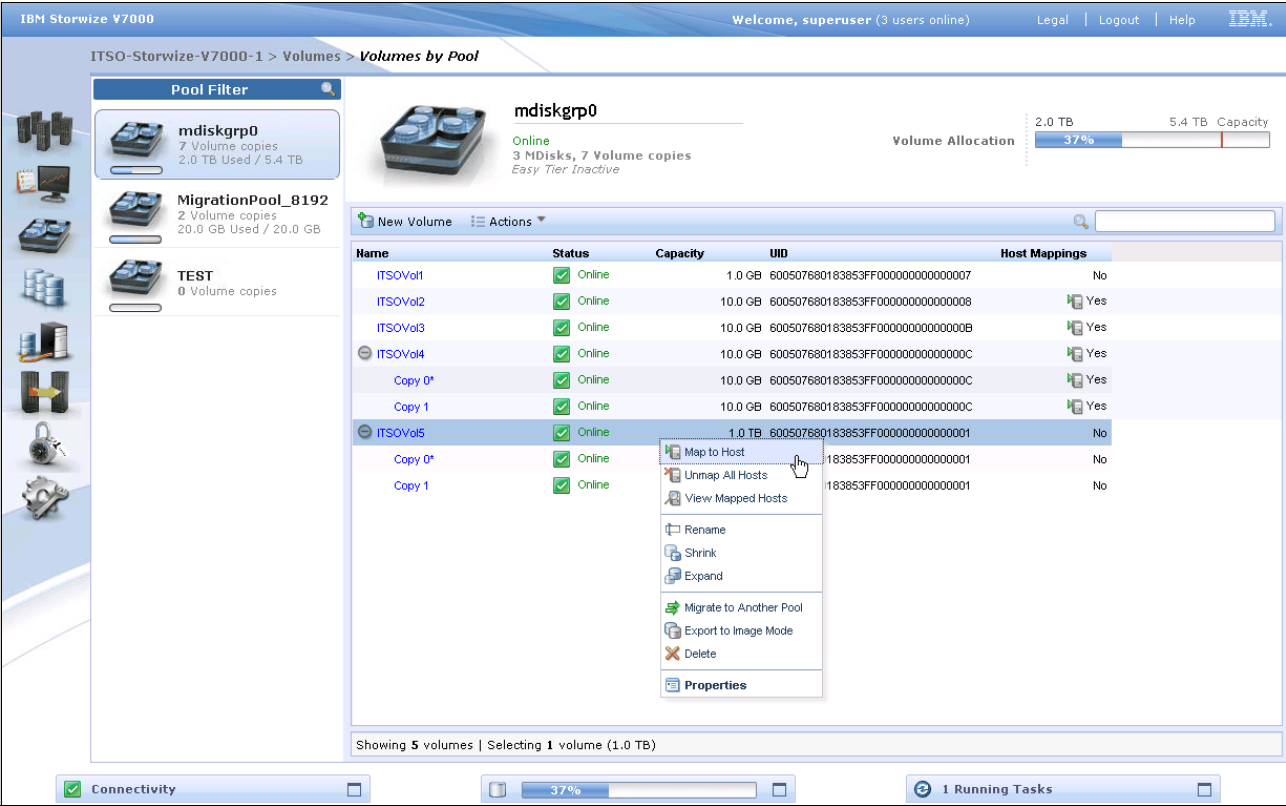 IBM Storwize V7000
Welcome, superuser (3 users online)
Legal | Logout | Help
IBM.
ITSO-Storwize-V7000-1 > Volumes > Volumes by Pool
Pool Filter
mdiskgrp0
7 Volume copies
2.0 TB Used / 5.4 TB
MigrationPool_8192
2 Volume copies
20.0 GB Used / 20.0 GB
TEST
0 Volume copies
mdiskgrp0
Online
3 MDisks, 7 Volume copies
Easy Tier Inactive
Volume Allocation
2.0 TB 5.4 TB Capacity
37%
New Volume Actions
Name Status Capacity UID Host Mappings
ITSOVol1 Online 1.0 GB 600507680183853FF000000000000007 No
ITSOVol2 Online 10.0 GB 600507680183853FF000000000000008 Yes
ITSOVol3 Online 10.0 GB 600507680183853FF00000000000000B Yes
ITSOVol4 Online 10.0 GB 600507680183853FF00000000000000C Yes
Copy 0* Online 10.0 GB 600507680183853FF00000000000000C Yes
Copy 1 Online 10.0 GB 600507680183853FF00000000000000C Yes
ITSOVol5 Online 1.0 TB 600507680183853FF000000000000001 No
Copy 0* Online 183853FF000000000000001 No
Copy 1 Online 183853FF000000000000001 No
Map to Host
Unmap All Hosts
View Mapped Hosts
Rename
Shrink
Expand
Migrate to Another Pool
Export to Image Mode
Delete
Properties
Showing 5 volumes | Selecting 1 volume (1.0 TB)
Connectivity
37%
1 Running Tasks